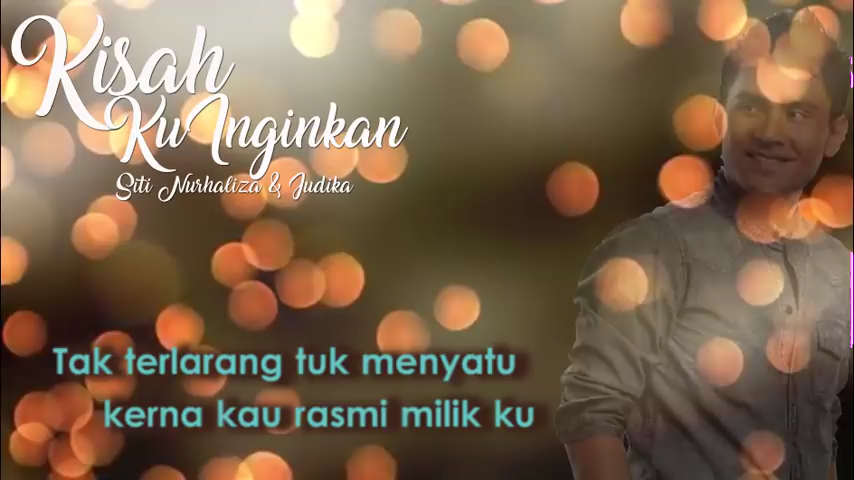 Kisah
Ku Inginkan
Siti Nurhaliza & Judika
Tak terlarang tuk menyatu
kerna kau rasmi milik ku